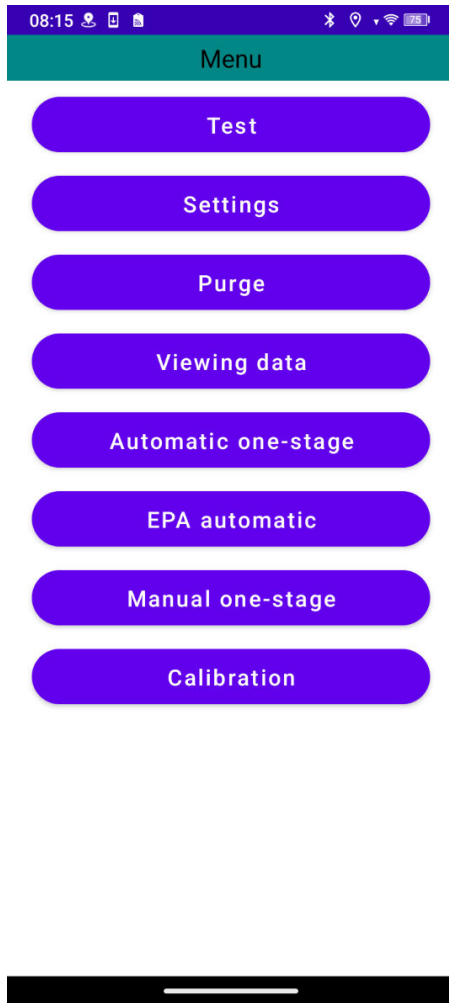 08:15
75
Menu
Test
Settings
Purge
Viewing data
Automatic one-stage
EPA automatic
Manual one-stage
Calibration